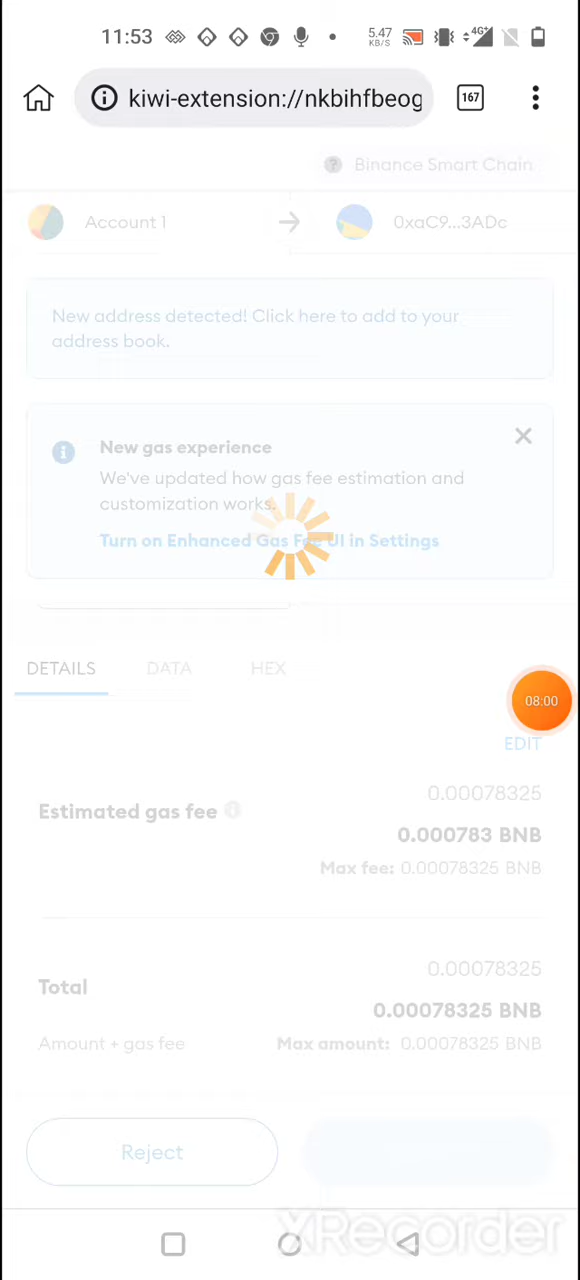 11:53
5.47
KB/S
4G+
kiwi-extension://nkbihfbeog
167
Binance Smart Chain
Account 1
0xaC9...3ADc
New address detected! Click here to add to your
address book.
New gas experience
We've updated how gas fee estimation and
customization works.
Turn on Enhanced Gas Fee UI in Settings
DETAILS
DATA
HEX
08:00
EDIT
0.00078325
Estimated gas fee
0.000783 BNB
Max fee: 0.00078325 BNB
0.00078325
Total
0.00078325 BNB
Amount + gas fee
Max amount: 0.00078325 BNB
Reject
XRecorder